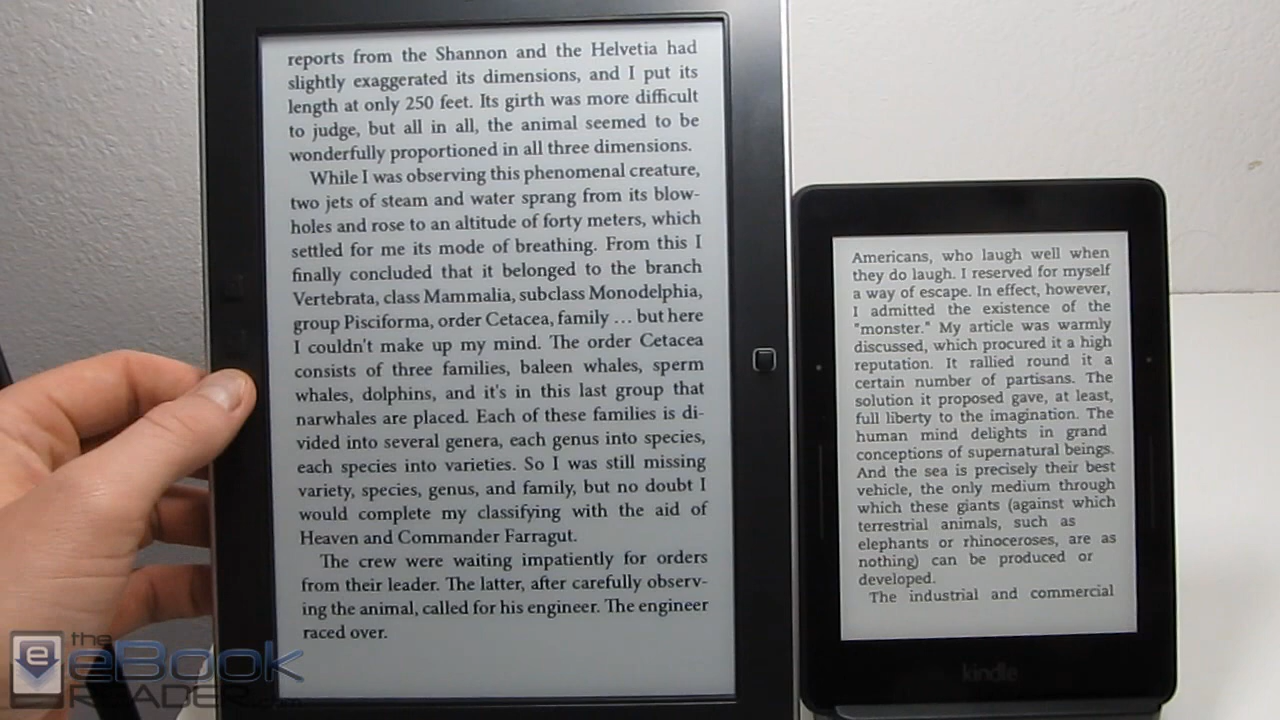 reports from the Shannon and the Helvetia had
slightly exaggerated its dimensions, and I put its
length at only 250 feet. Its girth was more difficult
to judge, but all in all, the animal seemed to be
wonderfully proportioned in all three dimensions.
While I was observing this phenomenal creature,
two jets of steam and water sprang from its blow-
holes and rose to an altitude of forty meters, which
settled for me its mode of breathing. From this I
finally concluded that it belonged to the branch
Vertebrata, class Mammalia, subclass Monodelphia,
group Pisciforma, order Cetacea, family ... but here
I couldn't make up my mind. The order Cetacea
consists of three families, baleen whales, sperm
whales, dolphins, and it's in this last group that
narwhales are placed. Each of these families is di-
vided into several genera, each genus into species,
each species into varieties. So I was still missing
variety, species, genus, and family, but no doubt I
would complete my classifying with the aid of
Heaven and Commander Farragut.
The crew were waiting impatiently for orders
from their leader. The latter, after carefully observ-
ing the animal, called for his engineer. The engineer
raced over.
Americans, who laugh well when
they do laugh. I reserved for myself
a way of escape. In effect, however,
I admitted the existence of the
"monster." My article was warmly
discussed, which procured it a high
reputation. It rallied round it a
certain number of partisans. The
solution it proposed gave, at least,
full liberty to the imagination. The
human mind delights in grand
conceptions of supernatural beings.
And the sea is precisely their best
vehicle, the only medium through
which these giants (against which
terrestrial animals, such as
elephants or rhinoceroses, are as
nothing) can be produced or
developed.
The industrial and commercial
kindle
the
eBook
READER.com